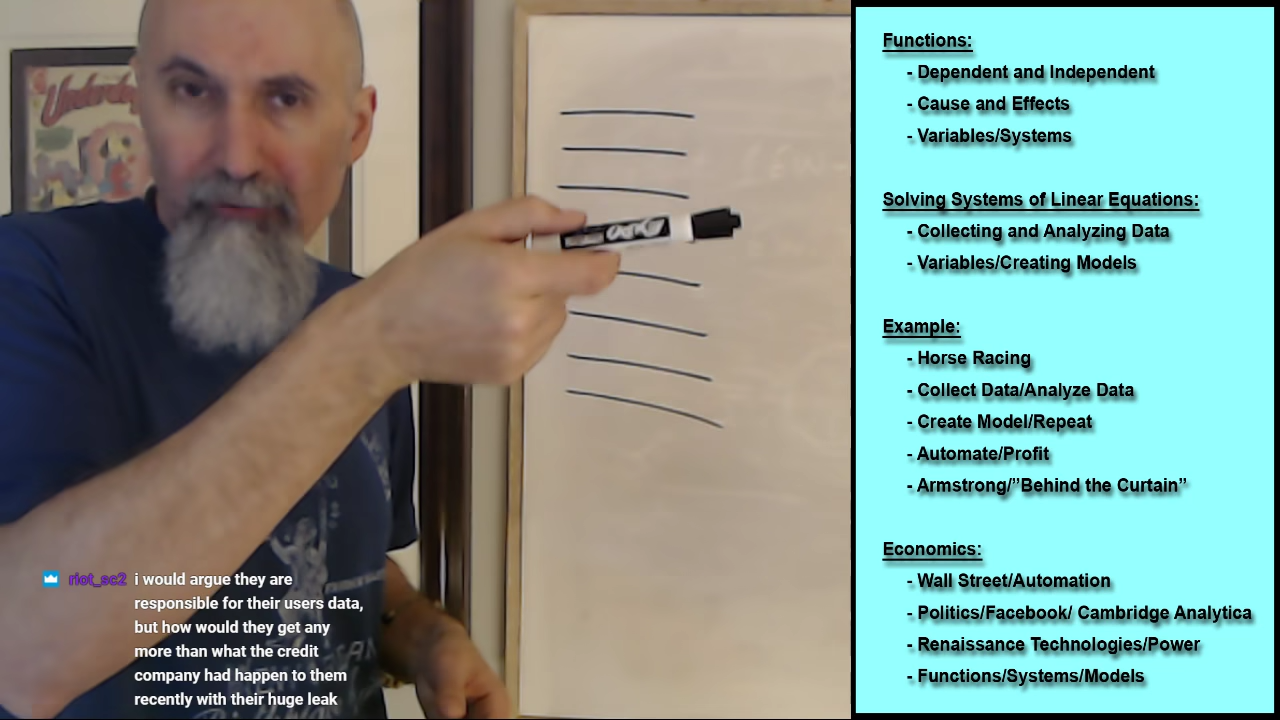 Underdog
EXPO
riot_sc2 i would argue they are
responsible for their users data,
but how would they get any
more than what the credit
company had happen to them
recently with their huge leak
Functions:
- Dependent and Independent
- Cause and Effects
- Variables/Systems
Solving Systems of Linear Equations:
- Collecting and Analyzing Data
- Variables/Creating Models
Example:
- Horse Racing
- Collect Data/Analyze Data
- Create Model/Repeat
- Automate/Profit
- Armstrong/”Behind the Curtain”
Economics:
- Wall Street/Automation
- Politics/Facebook/ Cambridge Analytica
- Renaissance Technologies/Power
- Functions/Systems/Models